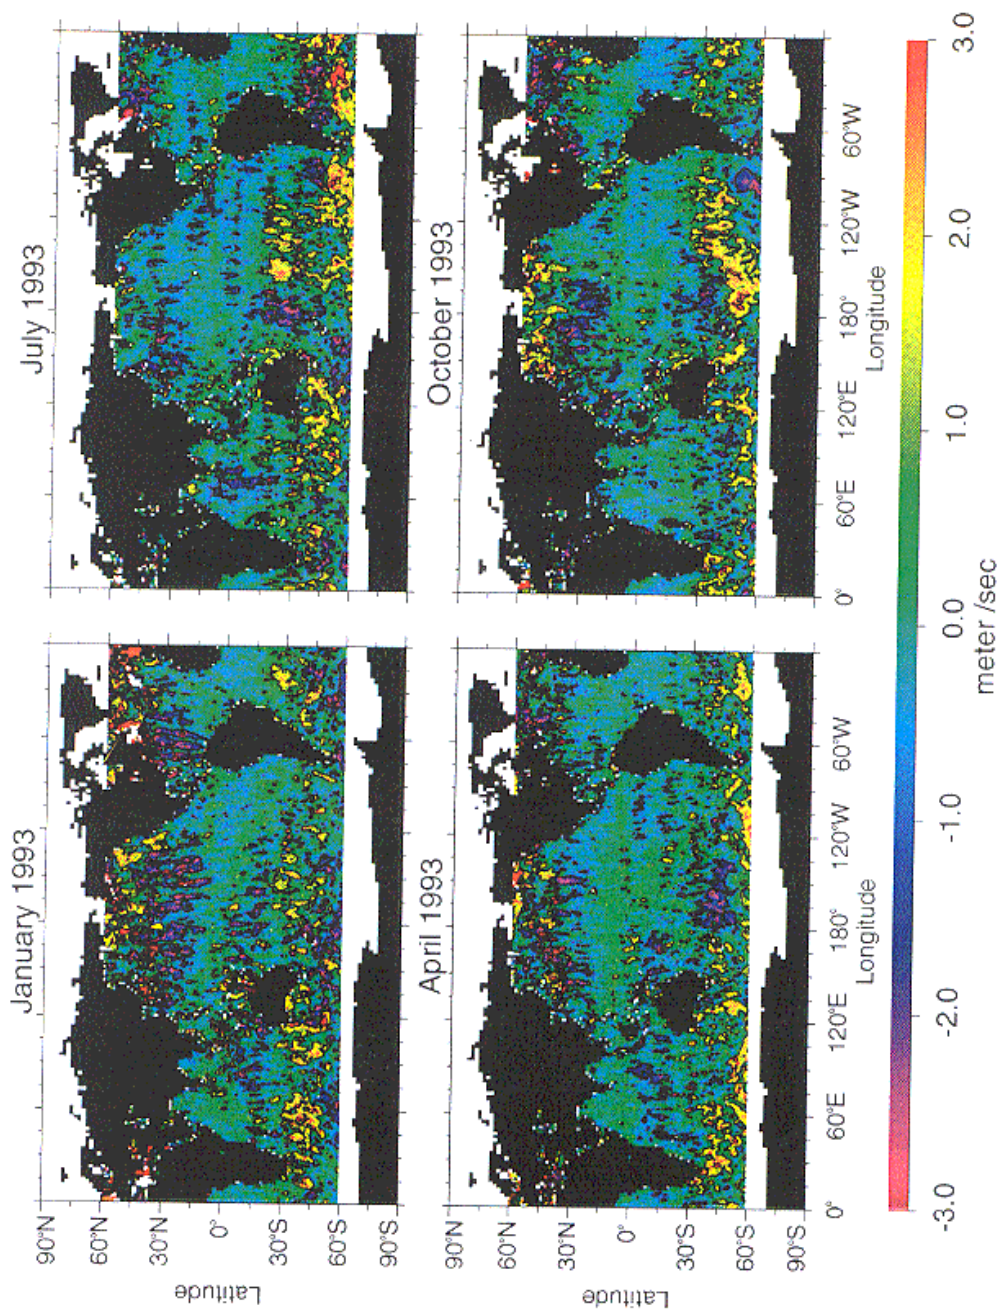 January 1993
July 1993
90°N
60°N
30°N
0°
30°S
60°S
90°S
Latitude
April 1993
October 1993
90°N
60°N
30°N
0°
30°S
60°S
90°S
Latitude
0°
60°E
120°E
180°
120°W
60°W
Longitude
0°
60°E
120°E
180°
120°W
60°W
Longitude
-3.0
-2.0
-1.0
0.0
1.0
2.0
3.0
meter /sec